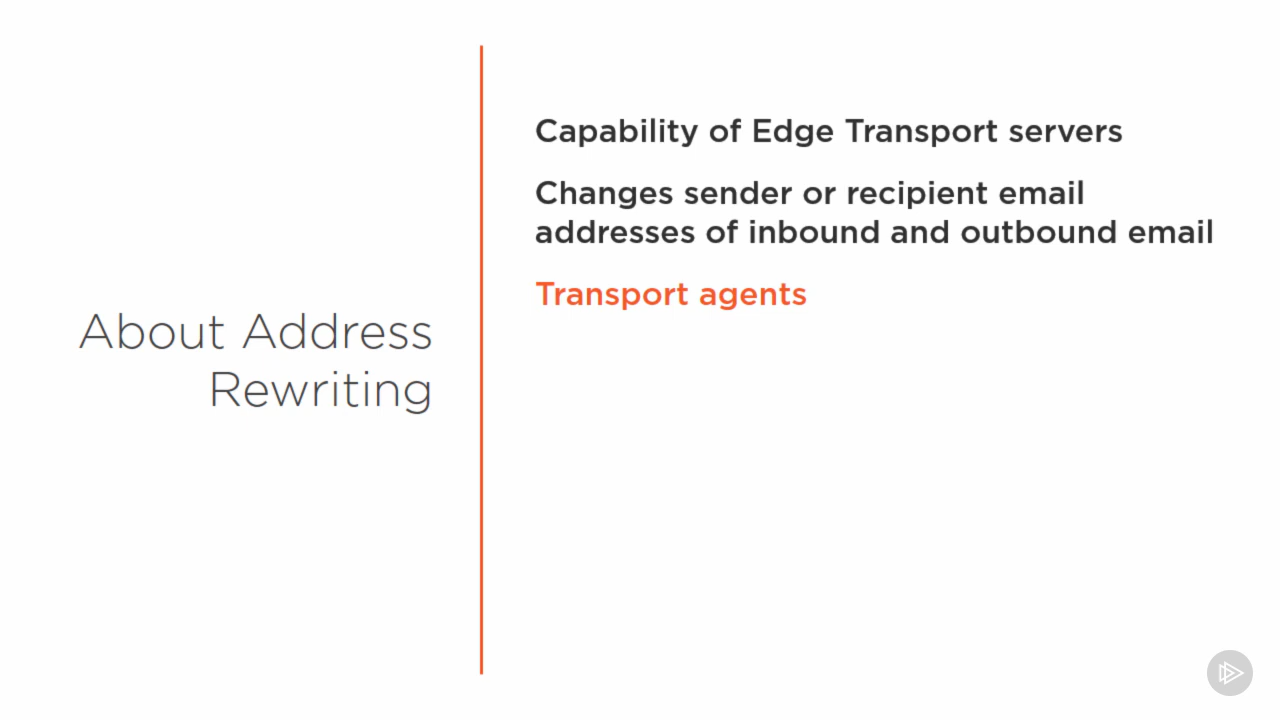 About Address
Rewriting
Capability of Edge Transport servers
Changes sender or recipient email
addresses of inbound and outbound email
Transport agents